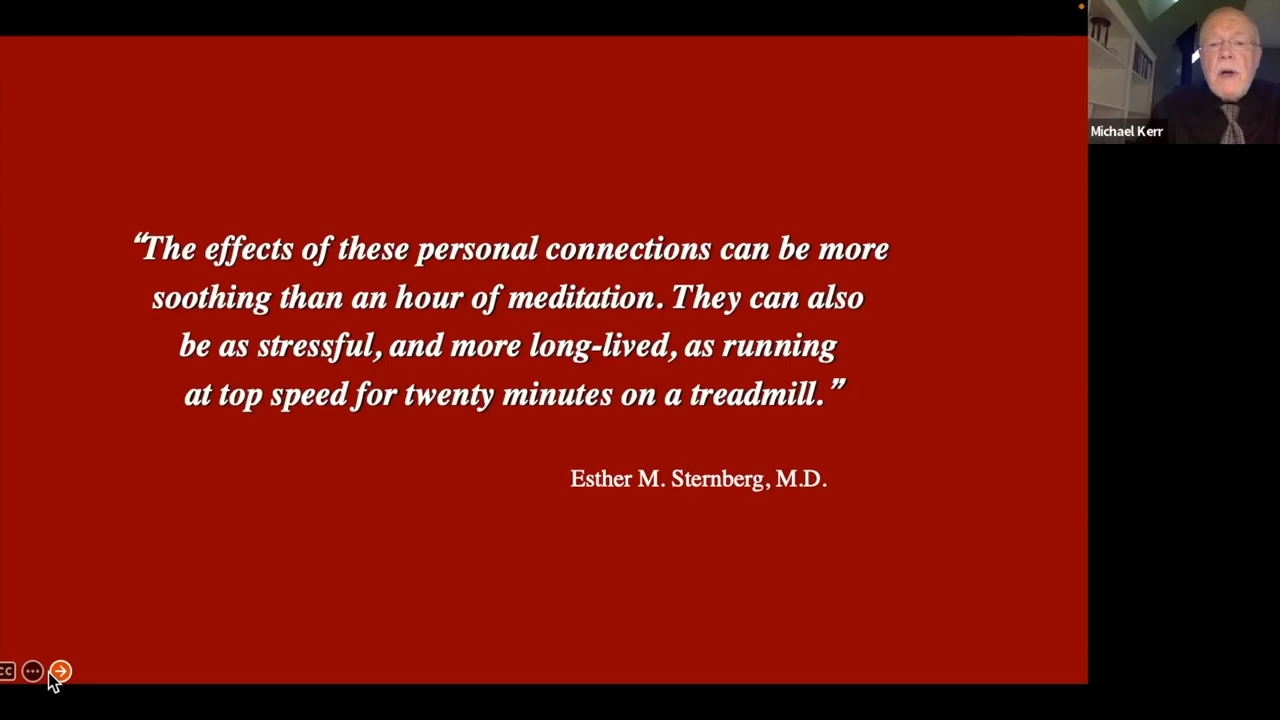 “The effects of these personal connections can be more
soothing than an hour of meditation. They can also
be as stressful, and more long-lived, as running
at top speed for twenty minutes on a treadmill.”
Esther M. Sternberg, M.D.
Michael Kerr
CC